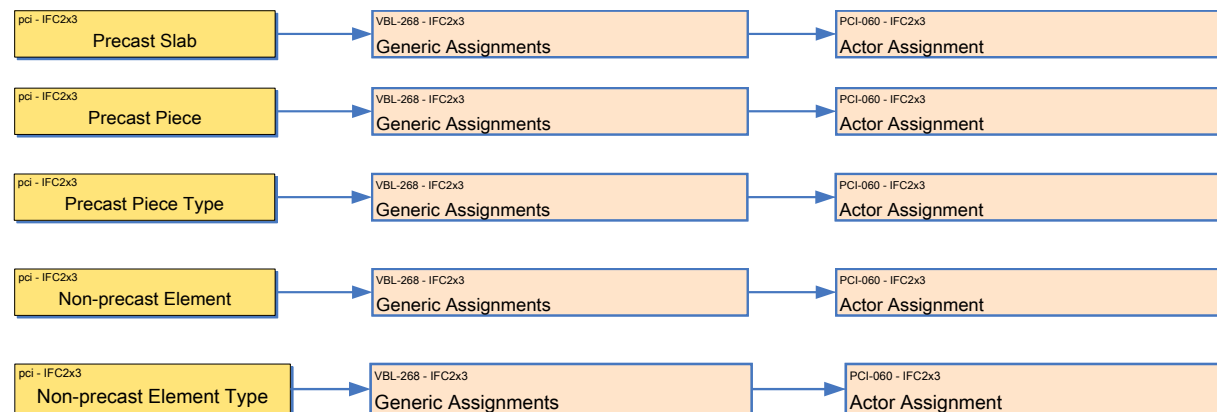 pci - IFC2x3
Precast Slab
VBL-268 - IFC2x3
Generic Assignments
PCI-060 - IFC2x3
Actor Assignment
pci - IFC2x3
Precast Piece
VBL-268 - IFC2x3
Generic Assignments
PCI-060 - IFC2x3
Actor Assignment
pci - IFC2x3
Precast Piece Type
VBL-268 - IFC2x3
Generic Assignments
PCI-060 - IFC2x3
Actor Assignment
pci - IFC2x3
Non-precast Element
VBL-268 - IFC2x3
Generic Assignments
PCI-060 - IFC2x3
Actor Assignment
pci - IFC2x3
Non-precast Element Type
VBL-268 - IFC2x3
Generic Assignments
PCI-060 - IFC2x3
Actor Assignment